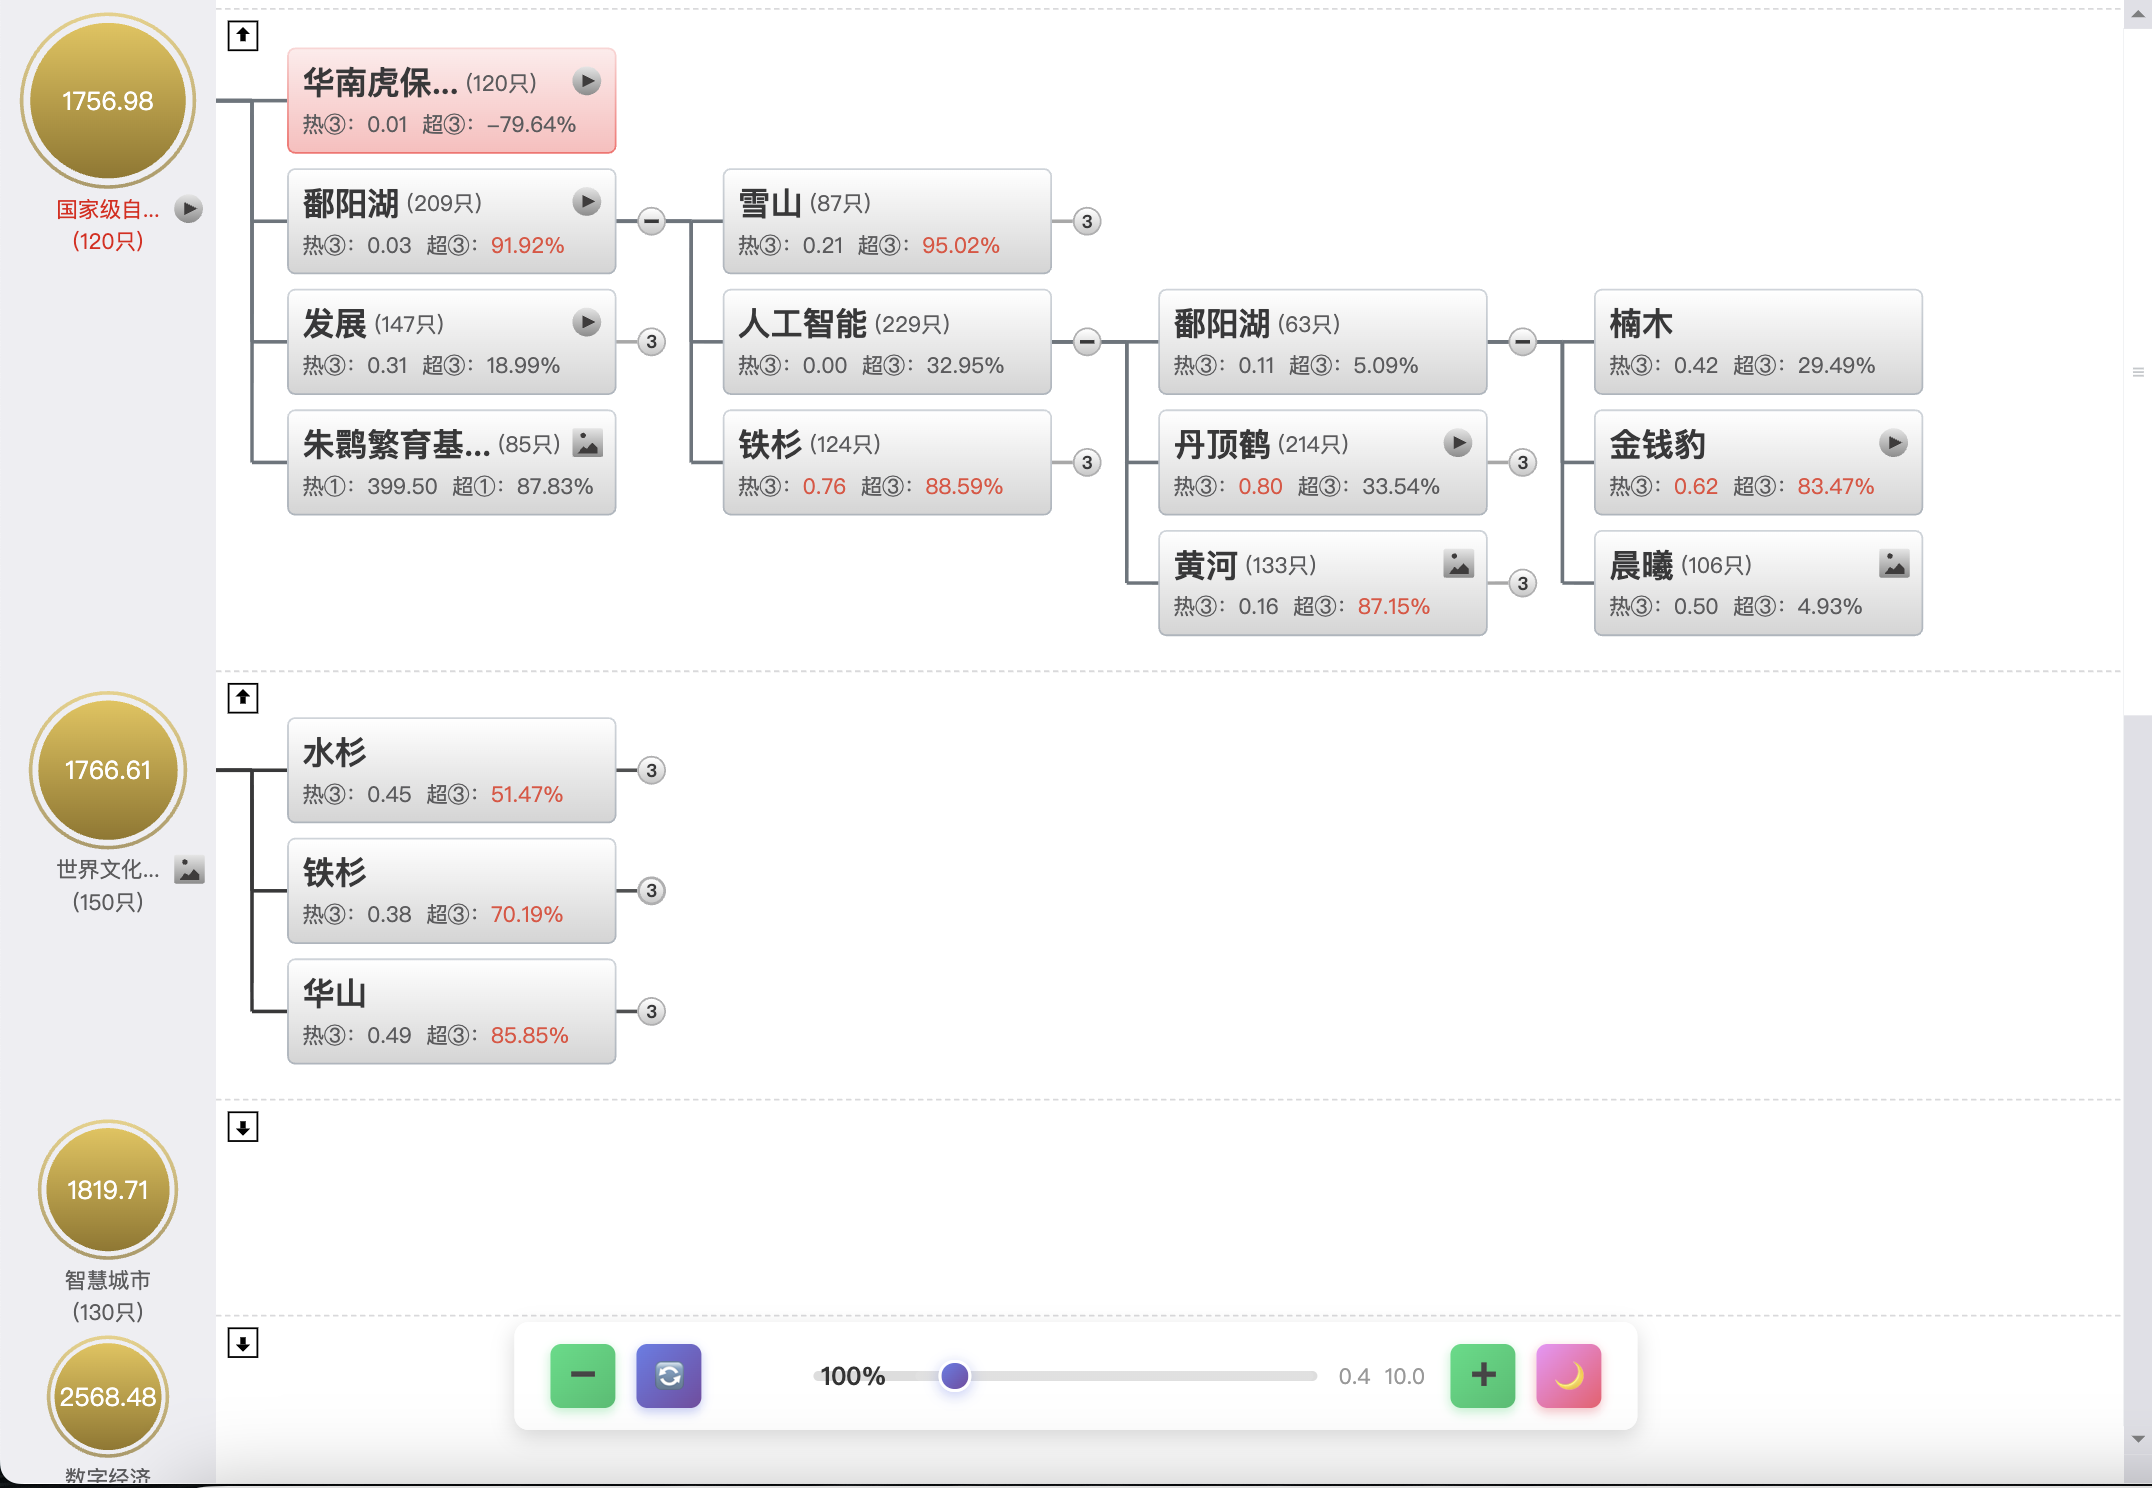 1756.98
国家级自...
(120只)
华南虎保... (120只)
热③： 0.01 超③： −79.64%
鄱阳湖 (209只)
热③： 0.03 超③： 91.92%
发展 (147只)
热③： 0.31 超③： 18.99%
3
朱鹮繁育基... (85只)
热①： 399.50 超①： 87.83%
雪山 (87只)
热③： 0.21 超③： 95.02%
3
人工智能 (229只)
热③： 0.00 超③： 32.95%
铁杉 (124只)
热③： 0.76 超③： 88.59%
3
鄱阳湖 (63只)
热③： 0.11 超③： 5.09%
丹顶鹤 (214只)
热③： 0.80 超③： 33.54%
3
黄河 (133只)
热③： 0.16 超③： 87.15%
3
楠木
热③： 0.42 超③： 29.49%
金钱豹
热③： 0.62 超③： 83.47%
晨曦 (106只)
热③： 0.50 超③： 4.93%
1766.61
世界文化...
(150只)
水杉
热③： 0.45 超③： 51.47%
3
铁杉
热③： 0.38 超③： 70.19%
3
华山
热③： 0.49 超③： 85.85%
3
1819.71
智慧城市
(130只)
2568.48
数字经济
100%
0.4 10.0